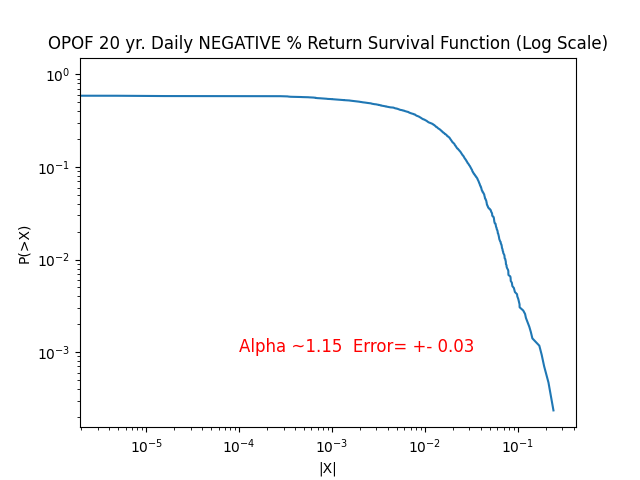 OPOF 20 yr. Daily NEGATIVE % Return Survival Function (Log Scale)
10⁰
10⁻¹
10⁻²
10⁻³
P(>X)
Alpha ~1.15  Error= +- 0.03
10⁻⁵ 10⁻⁴ 10⁻³ 10⁻² 10⁻¹
|X|